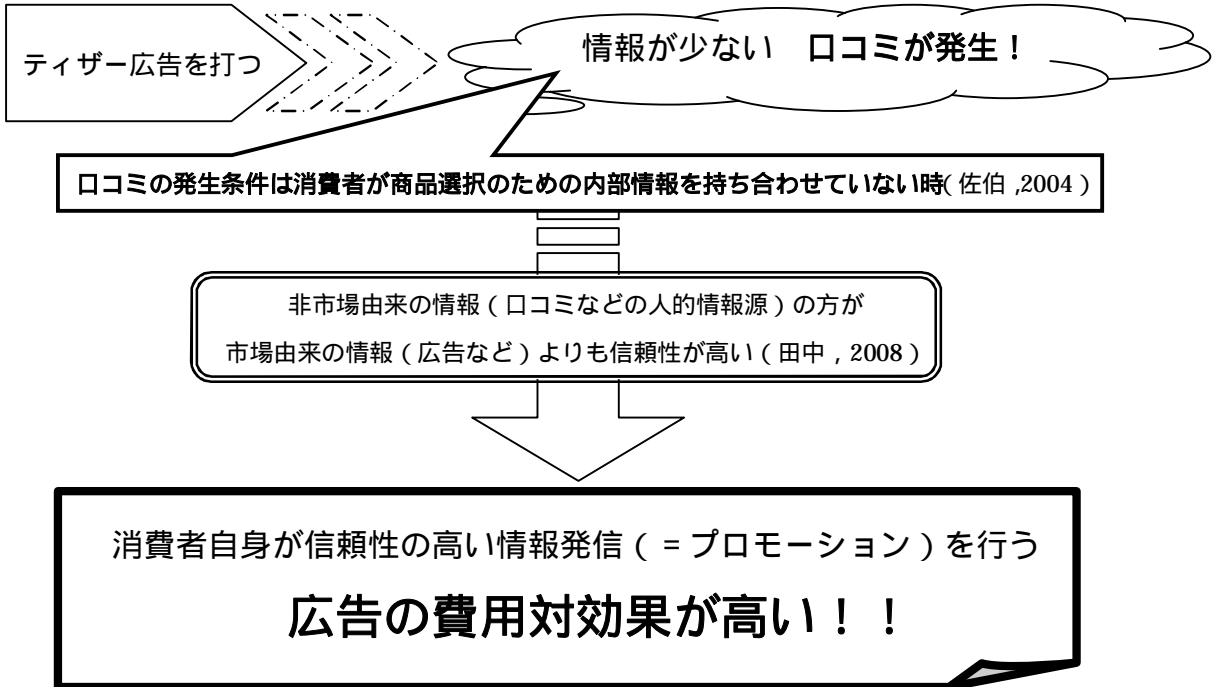 ティザー広告を打つ
情報が少ない　口コミが発生！
口コミの発生条件は消費者が商品選択のための内部情報を持ち合わせていない時（佐伯 ,2004）
非市場由来の情報（口コミなどの人的情報源）の方が
市場由来の情報（広告など）よりも信頼性が高い（田中，2008）
消費者自身が信頼性の高い情報発信（＝プロモーション）を行う
広告の費用対効果が高い！！